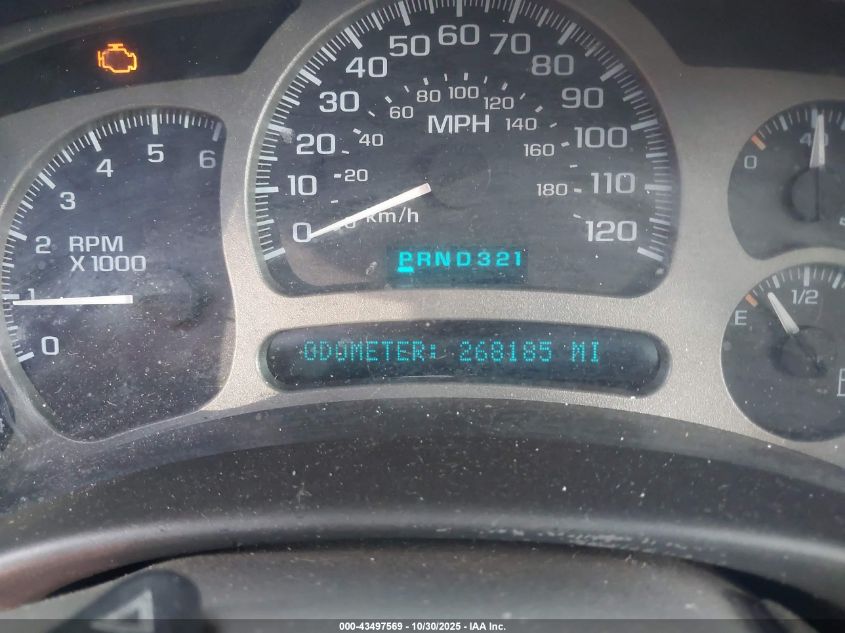 60
50 70
40 80
80 100
30 60 120 90
MPH 140
5 6
4
20 40 160 100
3
0 40
10 20 180 110
2 RPM
X1000
km/h
0 120
PRND321
1
E 1/2
0
ODOMETER: 268185 MI
000-43497569 • 10/30/2025 - IAA Inc.